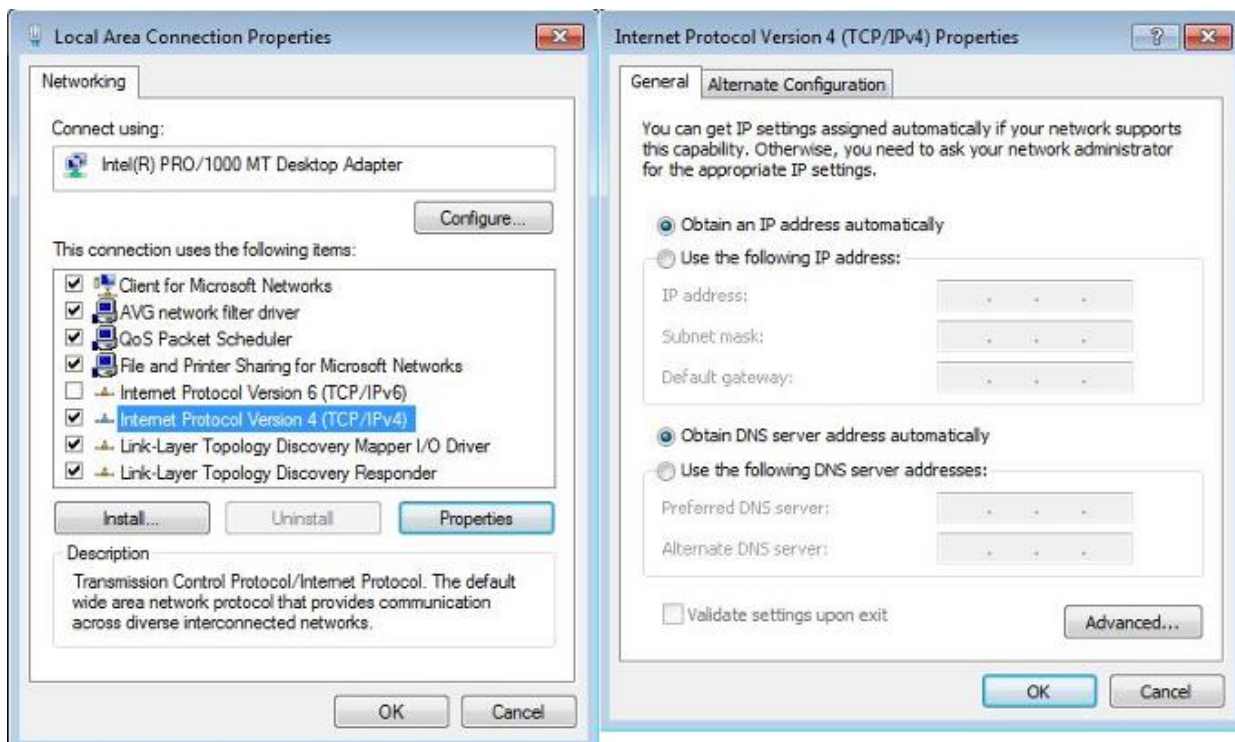 Local Area Connection Properties
Networking
Connect using:
Intel(R) PRO/1000 MT Desktop Adapter
Configure...
This connection uses the following items:
Client for Microsoft Networks
AVG network filter driver
QoS Packet Scheduler
File and Printer Sharing for Microsoft Networks
Internet Protocol Version 6 (TCP/IPv6)
Internet Protocol Version 4 (TCP/IPv4)
Link-Layer Topology Discovery Mapper I/O Driver
Link-Layer Topology Discovery Responder
Install...
Uninstall
Properties
Description
Transmission Control Protocol/Internet Protocol. The default
wide area network protocol that provides communication
across diverse interconnected networks.
OK
Cancel
Internet Protocol Version 4 (TCP/IPv4) Properties
?
General
Alternate Configuration
You can get IP settings assigned automatically if your network supports
this capability. Otherwise, you need to ask your network administrator
for the appropriate IP settings.
Obtain an IP address automatically
Use the following IP address:
IP address:
Subnet mask:
Default gateway:
Obtain DNS server address automatically
Use the following DNS server addresses:
Preferred DNS server:
Alternate DNS server:
Validate settings upon exit
Advanced...
OK
Cancel